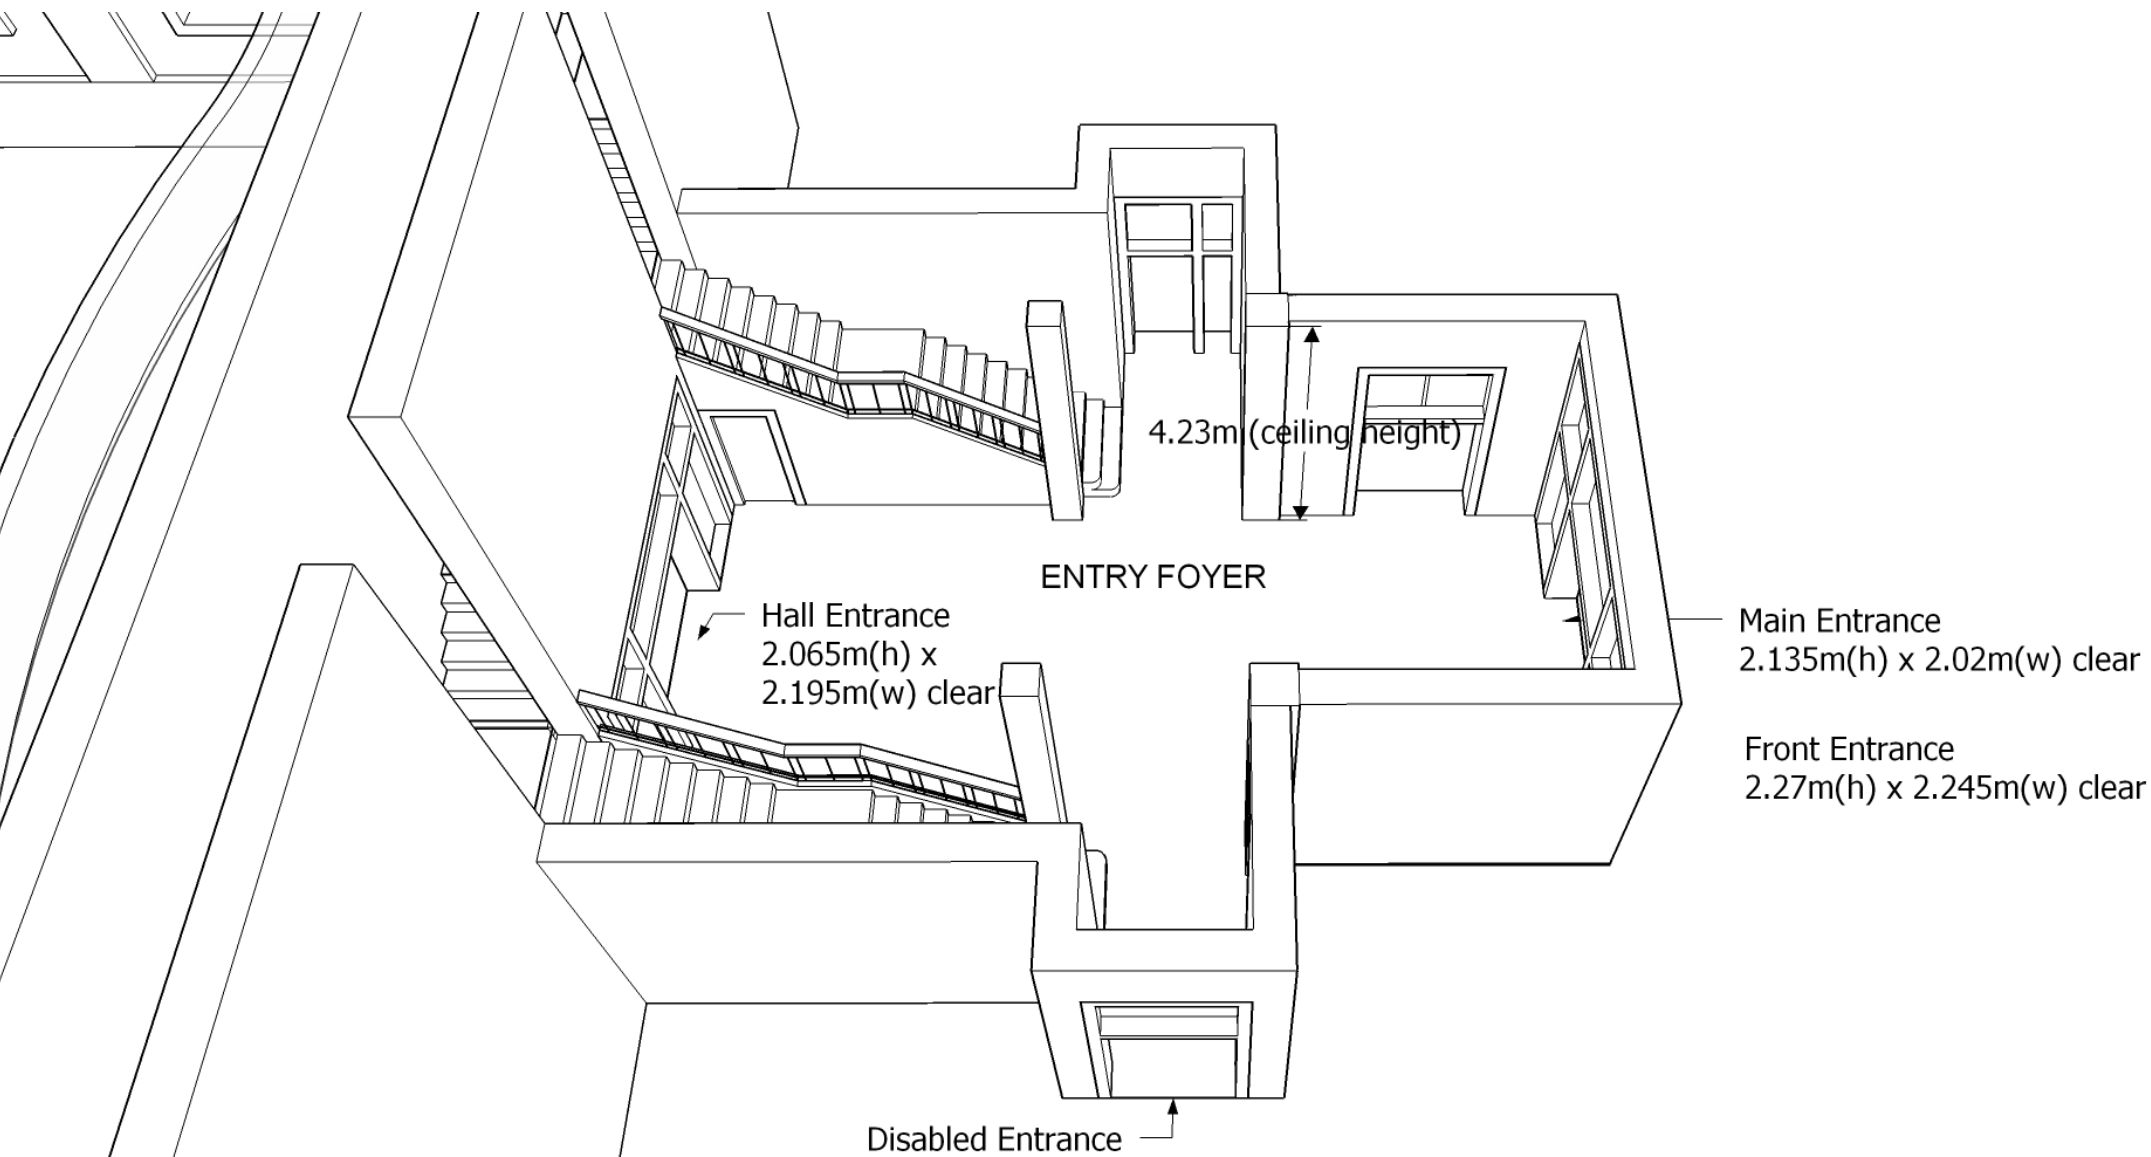 4.23m (ceiling height)
ENTRY FOYER
Hall Entrance
2.065m(h) x
2.195m(w) clear
Main Entrance
2.135m(h) x 2.02m(w) clear
Front Entrance
2.27m(h) x 2.245m(w) clear
Disabled Entrance